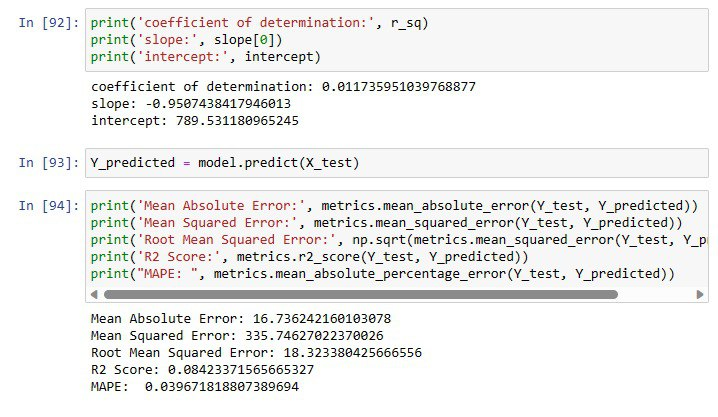 In [92]: print('coefficient of determination:', r_sq)
print('slope:', slope[0])
print('intercept:', intercept)
coefficient of determination: 0.011735951039768877
slope: -0.9507438417946013
intercept: 789.531180965245
In [93]: Y_predicted = model.predict(X_test)
In [94]: print('Mean Absolute Error:', metrics.mean_absolute_error(Y_test, Y_predicted))
print('Mean Squared Error:', metrics.mean_squared_error(Y_test, Y_predicted))
print('Root Mean Squared Error:', np.sqrt(metrics.mean_squared_error(Y_test, Y_p
print('R2 Score:', metrics.r2_score(Y_test, Y_predicted))
print("MAPE: ", metrics.mean_absolute_percentage_error(Y_test, Y_predicted))
Mean Absolute Error: 16.736242160103078
Mean Squared Error: 335.74627022370026
Root Mean Squared Error: 18.323380425666556
R2 Score: 0.08423371565665327
MAPE:  0.039671818807389694